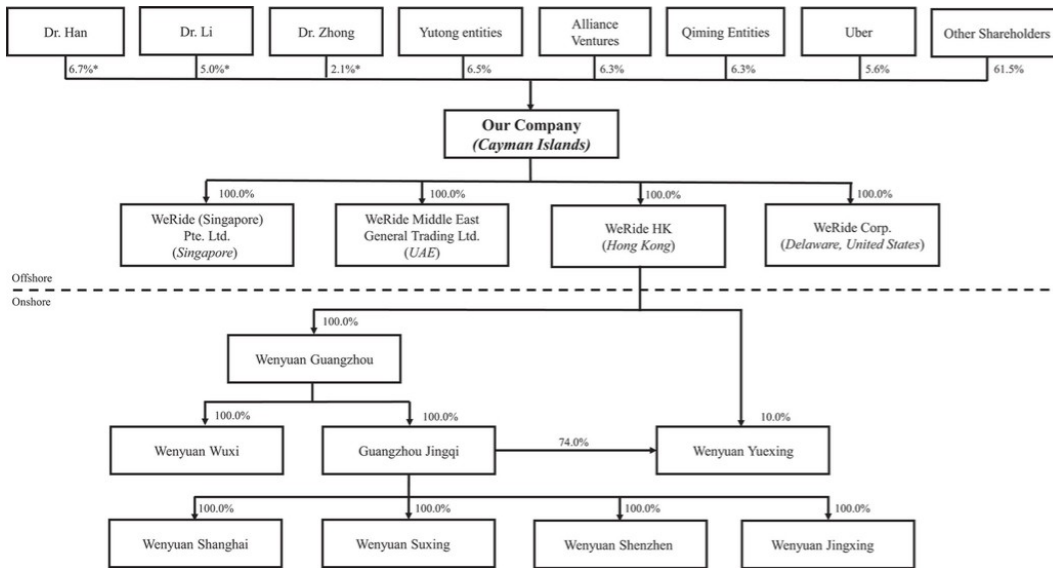 Dr. Han
Dr. Li
Dr. Zhong
Yutong entities
Alliance
Ventures
Qiming Entities
Uber
Other Shareholders
6.7%*
5.0%*
2.1%*
6.5%
6.3%
6.3%
5.6%
61.5%
Our Company
(Cayman Islands)
100.0%
100.0%
100.0%
100.0%
WeRide (Singapore)
Pte. Ltd.
(Singapore)
WeRide Middle East
General Trading Ltd.
(UAE)
WeRide HK
(Hong Kong)
WeRide Corp.
(Delaware, United States)
Offshore
Onshore
100.0%
Wenyuan Guangzhou
100.0%
100.0%
10.0%
Wenyuan Wuxi
Guangzhou Jingqi
74.0%
Wenyuan Yuexing
100.0%
100.0%
100.0%
100.0%
Wenyuan Shanghai
Wenyuan Suxing
Wenyuan Shenzhen
Wenyuan Jingxing